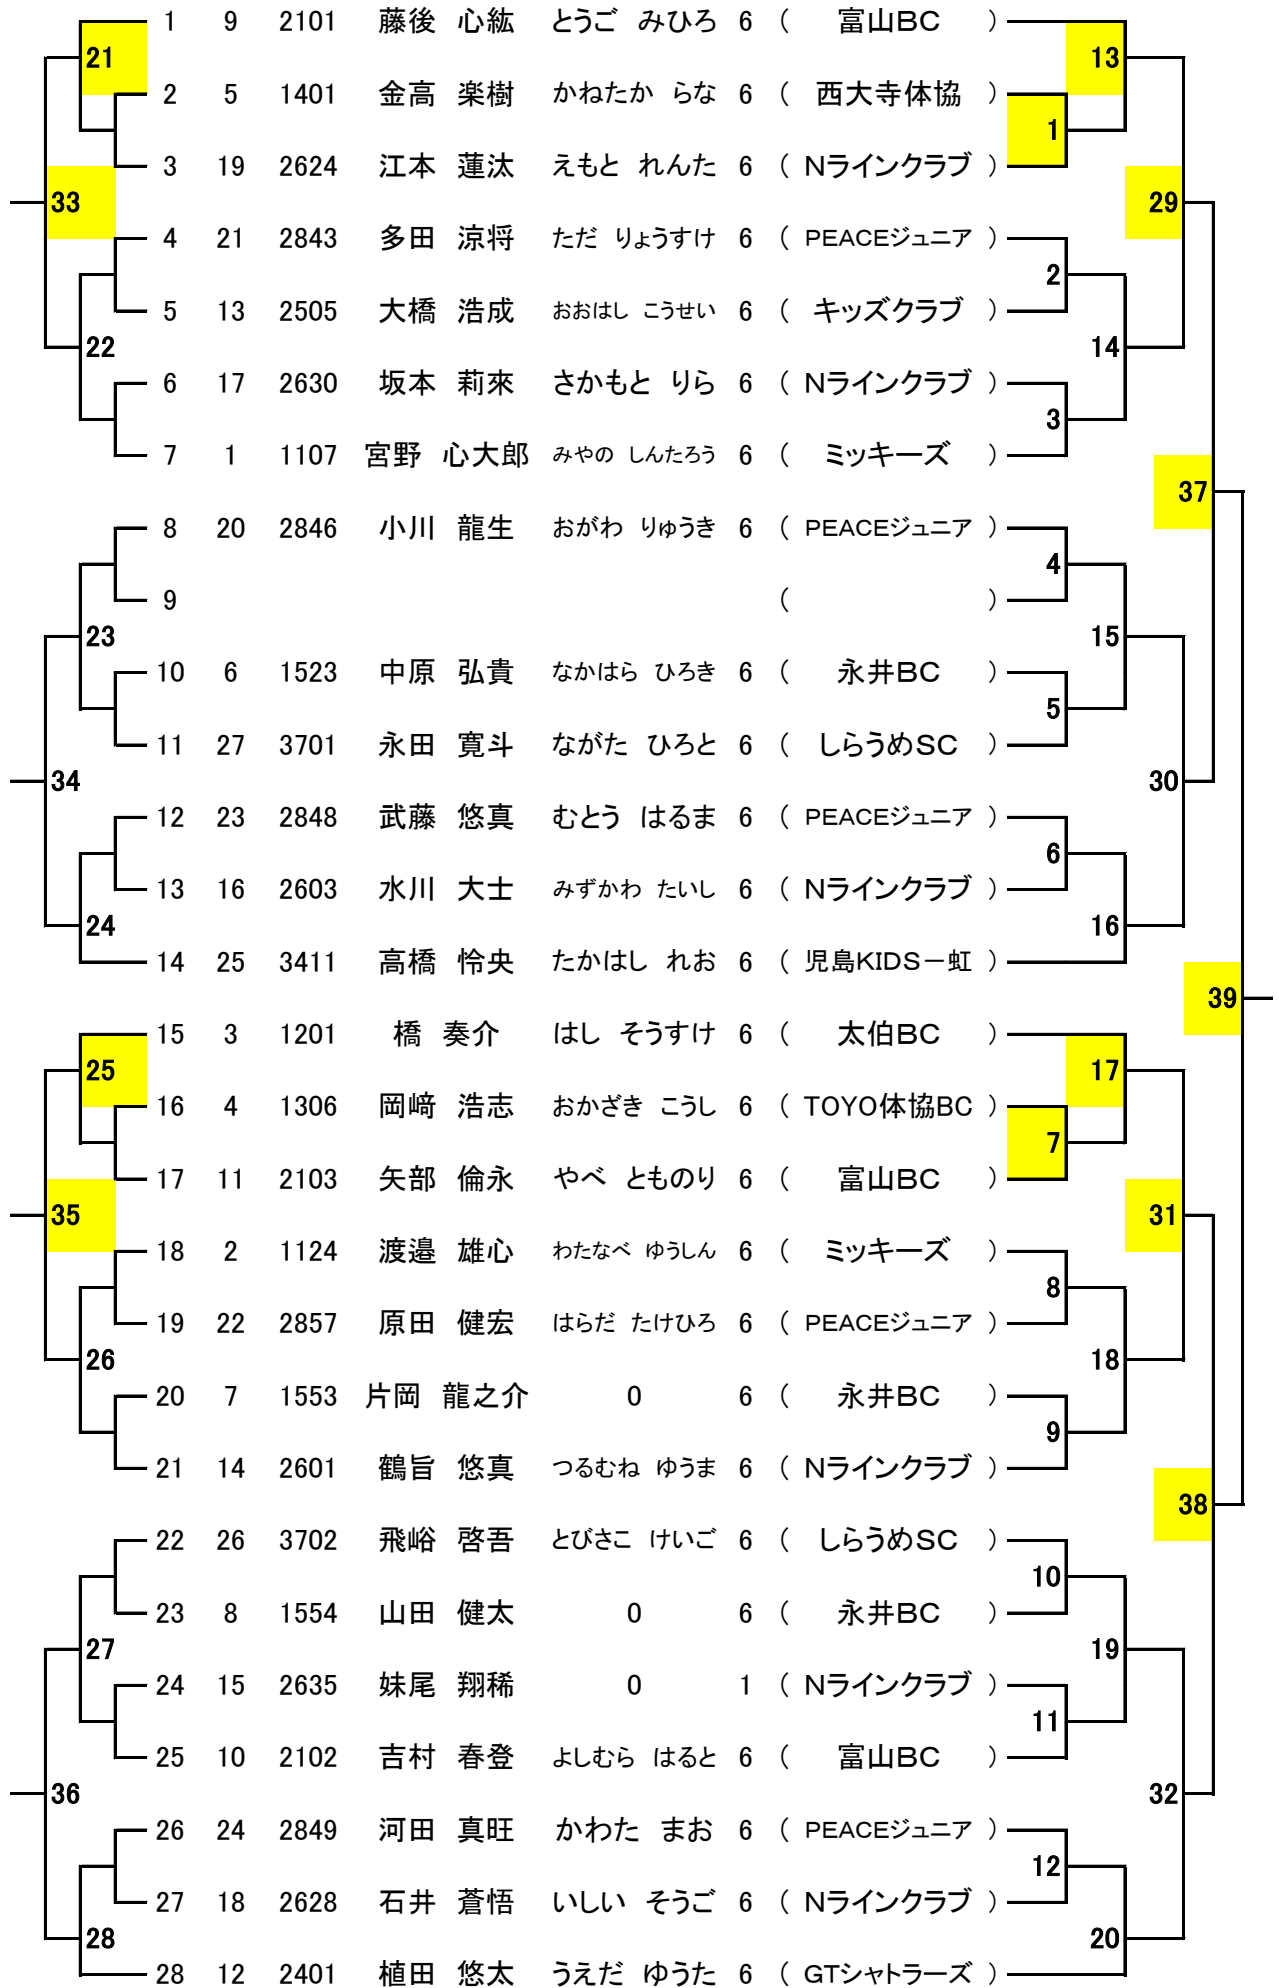 1 9 2101 藤後 心紘 とうご みひろ 6 ( 富山BC )
21 13
2 5 1401 金高 楽樹 かねたか らな 6 ( 西大寺体協 )
1
3 19 2624 江本 蓮汰 えもと れんた 6 ( Nラインクラブ )
33 29
4 21 2843 多田 涼将 ただ りょうすけ 6 ( PEACEジュニア )
2
5 13 2505 大橋 浩成 おおはし こうせい 6 ( キッズクラブ )
22 14
6 17 2630 坂本 莉來 さかもと りら 6 ( Nラインクラブ )
3
7 1 1107 宮野 心大郎 みやの しんたろう 6 ( ミッキーズ )
37
8 20 2846 小川 龍生 おがわ りゅうき 6 ( PEACEジュニア )
4
9 ( )
23 15
10 6 1523 中原 弘貴 なかはら ひろき 6 ( 永井BC )
5
11 27 3701 永田 寛斗 ながた ひろと 6 ( しらうめSC )
34 30
12 23 2848 武藤 悠真 むとう はるま 6 ( PEACEジュニア )
6
13 16 2603 水川 大士 みずかわ たいし 6 ( Nラインクラブ )
24 16
14 25 3411 高橋 怜央 たかはし れお 6 ( 児島KIDS－虹 )
39
15 3 1201 橋 奏介 はし そうすけ 6 ( 太伯BC )
25 17
16 4 1306 岡﨑 浩志 おかざき こうし 6 ( TOYO体協BC )
7
17 11 2103 矢部 倫永 やべ とものり 6 ( 富山BC )
35 31
18 2 1124 渡邉 雄心 わたなべ ゆうしん 6 ( ミッキーズ )
8
19 22 2857 原田 健宏 はらだ たけひろ 6 ( PEACEジュニア )
26 18
20 7 1553 片岡 龍之介 0 6 ( 永井BC )
9
21 14 2601 鶴旨 悠真 つるむね ゆうま 6 ( Nラインクラブ )
38
22 26 3702 飛峪 啓吾 とびさこ けいご 6 ( しらうめSC )
10
23 8 1554 山田 健太 0 6 ( 永井BC )
27 19
24 15 2635 妹尾 翔稀 0 1 ( Nラインクラブ )
11
25 10 2102 吉村 春登 よしむら はると 6 ( 富山BC )
36 32
26 24 2849 河田 真旺 かわた まお 6 ( PEACEジュニア )
12
27 18 2628 石井 蒼悟 いしい そうご 6 ( Nラインクラブ )
28 20
28 12 2401 植田 悠太 うえだ ゆうた 6 ( GTシャトラーズ )